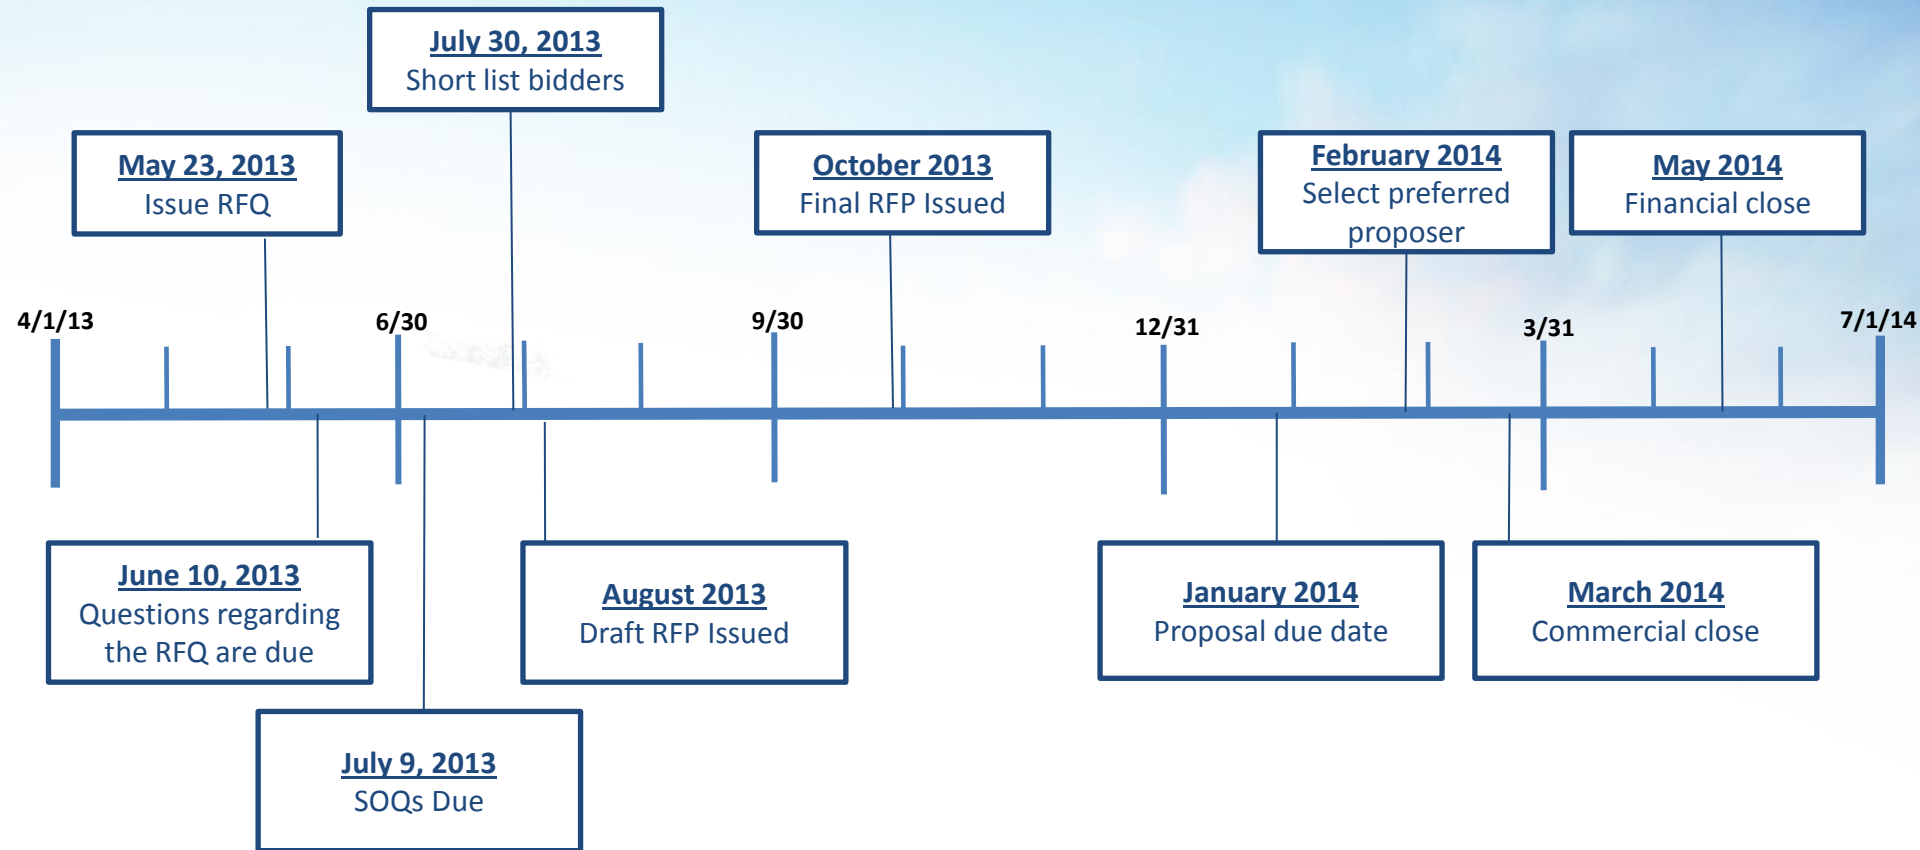 July 30, 2013
Short list bidders
May 23, 2013
Issue RFQ
October 2013
Final RFP Issued
February 2014
Select preferred
proposer
May 2014
Financial close
4/1/13
6/30
9/30
12/31
3/31
7/1/14
June 10, 2013
Questions regarding
the RFQ are due
August 2013
Draft RFP Issued
January 2014
Proposal due date
March 2014
Commercial close
July 9, 2013
SOQs Due